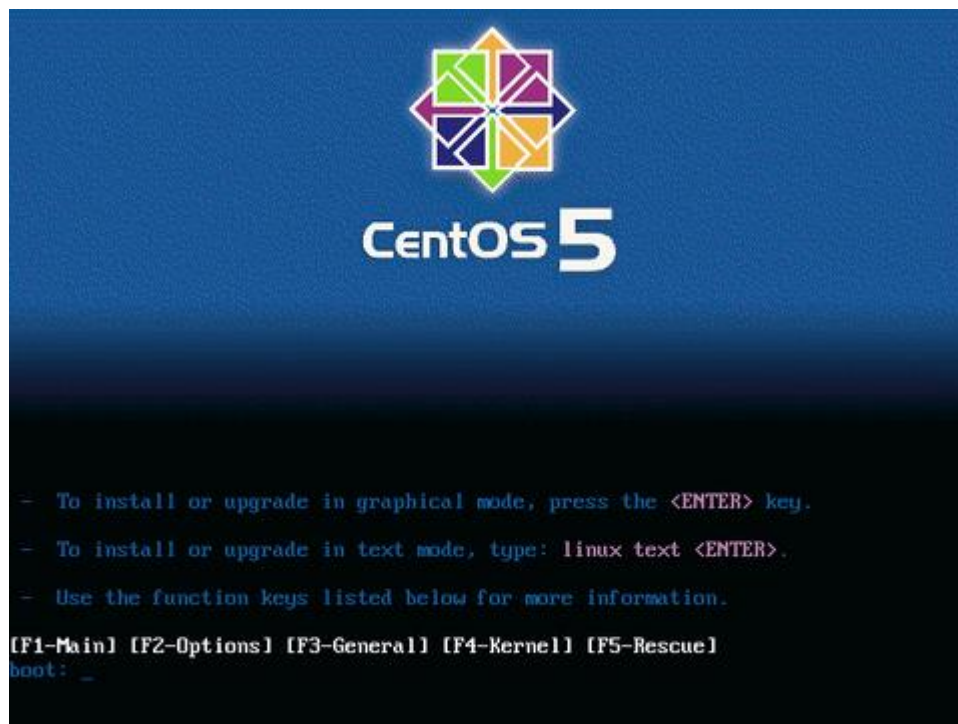 CentOS 5
- To install or upgrade in graphical mode, press the <ENTER> key.
- To install or upgrade in text mode, type: linux text <ENTER>.
- Use the function keys listed below for more information.
[F1-Main] [F2-Options] [F3-General] [F4-Kernel] [F5-Rescue]
boot: _